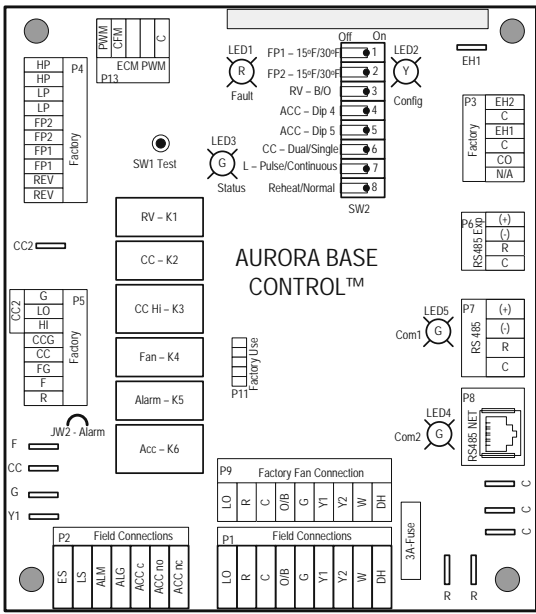 PWM
CFM
C
ECM PWM
P13
LED1
R
Fault
Off On
FP1 – 15ºF/30ºF 1
FP2 – 15ºF/30ºF 2
RV – B/O 3
ACC – Dip 4 4
ACC – Dip 5 5
CC – Dual/Single 6
L – Pulse/Continuous 7
Reheat/Normal 8
SW2
LED2
Y
Config
EH1
HP
HP
LP
LP
FP2
FP2
FP1
FP1
REV
REV
P4
Factory
SW1 Test
LED3
G
Status
P3
Factory
EH2
C
EH1
C
CO
N/A
RV – K1
CC – K2
CC Hi – K3
Fan – K4
Alarm – K5
Acc – K6
AURORA BASE
CONTROL™
P6
RS485 Exp
(+)
(-)
R
C
CC2
CC2
G
LO
HI
CCG
CC
FG
F
R
P5
Factory
JW2 - Alarm
P11
Factory Use
LED5
Com1
G
P7
RS 485
(+)
(-)
R
C
LED4
Com2
G
P8
RS485 NET
F
CC
G
Y1
P9 Factory Fan Connection
LO R C O/B G Y1 Y2 W DH
3A-Fuse
C
C
C
P2 Field Connections
ES LS ALM ALG ACC c ACC no ACC nc
P1 Field Connections
LO R C O/B G Y1 Y2 W DH
R R